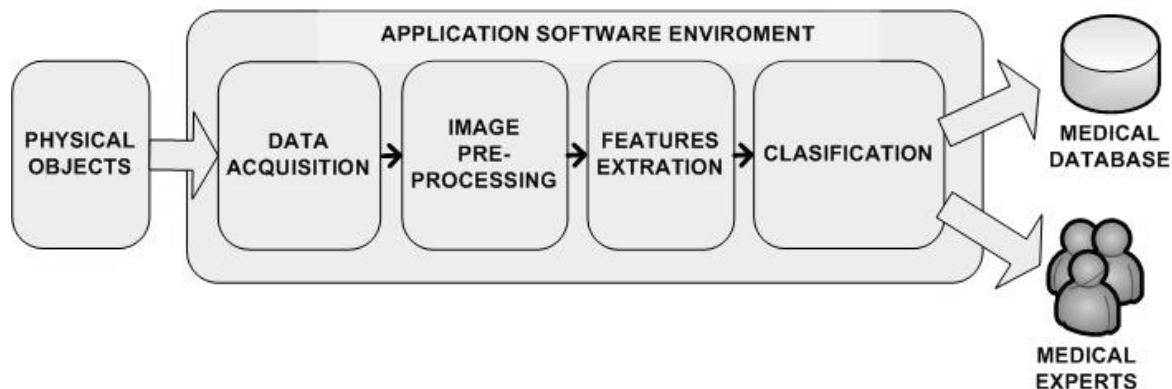 APPLICATION SOFTWARE ENVIROMENT
PHYSICAL
OBJECTS
DATA
ACQUISITION
IMAGE
PRE-
PROCESSING
FEATURES
EXTRATION
CLASIFICATION
MEDICAL
DATABASE
MEDICAL
EXPERTS